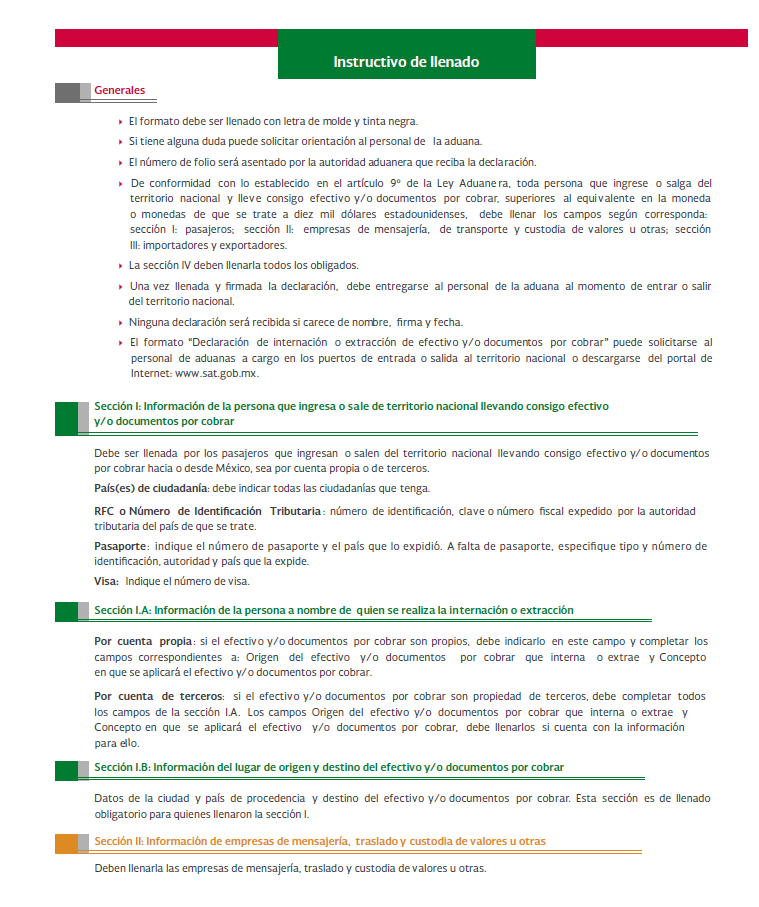 Instructivo de llenado
Generales
El formato debe ser llenado con letra de molde y tinta negra.
Si tiene alguna duda puede solicitar orientación al personal de la aduana.
El número de folio será asentado por la autoridad aduanera que reciba la declaración.
De conformidad con lo establecido en el artículo 9º de la Ley Aduanera, toda persona que ingrese o salga del
territorio nacional y lleve consigo efectivo y/o documentos por cobrar, superiores al equivalente en la moneda
o monedas de que se trate a diez mil dólares estadounidenses, debe llenar los campos según corresponda:
sección I: pasajeros; sección II: empresas de mensajería, de transporte y custodia de valores u otras; sección
III: importadores y exportadores.
La sección IV deben llenarla todos los obligados.
Una vez llenada y firmada la declaración, debe entregarse al personal de la aduana al momento de entrar o salir
del territorio nacional.
Ninguna declaración será recibida si carece de nombre, firma y fecha.
El formato “Declaración de internación o extracción de efectivo y/o documentos por cobrar” puede solicitarse al
personal de aduanas a cargo en los puertos de entrada o salida al territorio nacional o descargarse del portal de
Internet: www.sat.gob.mx.
Sección I: Información de la persona que ingresa o sale de territorio nacional llevando consigo efectivo
y/o documentos por cobrar
Debe ser llenada por los pasajeros que ingresan o salen del territorio nacional llevando consigo efectivo y/o documentos
por cobrar hacia o desde México, sea por cuenta propia o de terceros.
País(es) de ciudadanía: debe indicar todas las ciudadanías que tenga.
RFC o Número de Identificación Tributaria: número de identificación, clave o número fiscal expedido por la autoridad
tributaria del país de que se trate.
Pasaporte: indique el número de pasaporte y el país que lo expidió. A falta de pasaporte, especifique tipo y número de
identificación, autoridad y país que la expide.
Visa: Indique el número de visa.
Sección I.A: Información de la persona a nombre de quien se realiza la internación o extracción
Por cuenta propia: si el efectivo y/o documentos por cobrar son propios, debe indicarlo en este campo y completar los
campos correspondientes a: Origen del efectivo y/o documentos por cobrar que interna o extrae y Concepto
en que se aplicará el efectivo y/o documentos por cobrar.
Por cuenta de terceros: si el efectivo y/o documentos por cobrar son propiedad de terceros, debe completar todos
los campos de la sección I.A. Los campos Origen del efectivo y/o documentos por cobrar que interna o extrae y
Concepto en que se aplicará el efectivo y/o documentos por cobrar, debe llenarlos si cuenta con la información
para ello.
Sección I.B: Información del lugar de origen y destino del efectivo y/o documentos por cobrar
Datos de la ciudad y país de procedencia y destino del efectivo y/o documentos por cobrar. Esta sección es de llenado
obligatorio para quienes llenaron la sección I.
Sección II: Información de empresas de mensajería, traslado y custodia de valores u otras
Deben llenarla las empresas de mensajería, traslado y custodia de valores u otras.